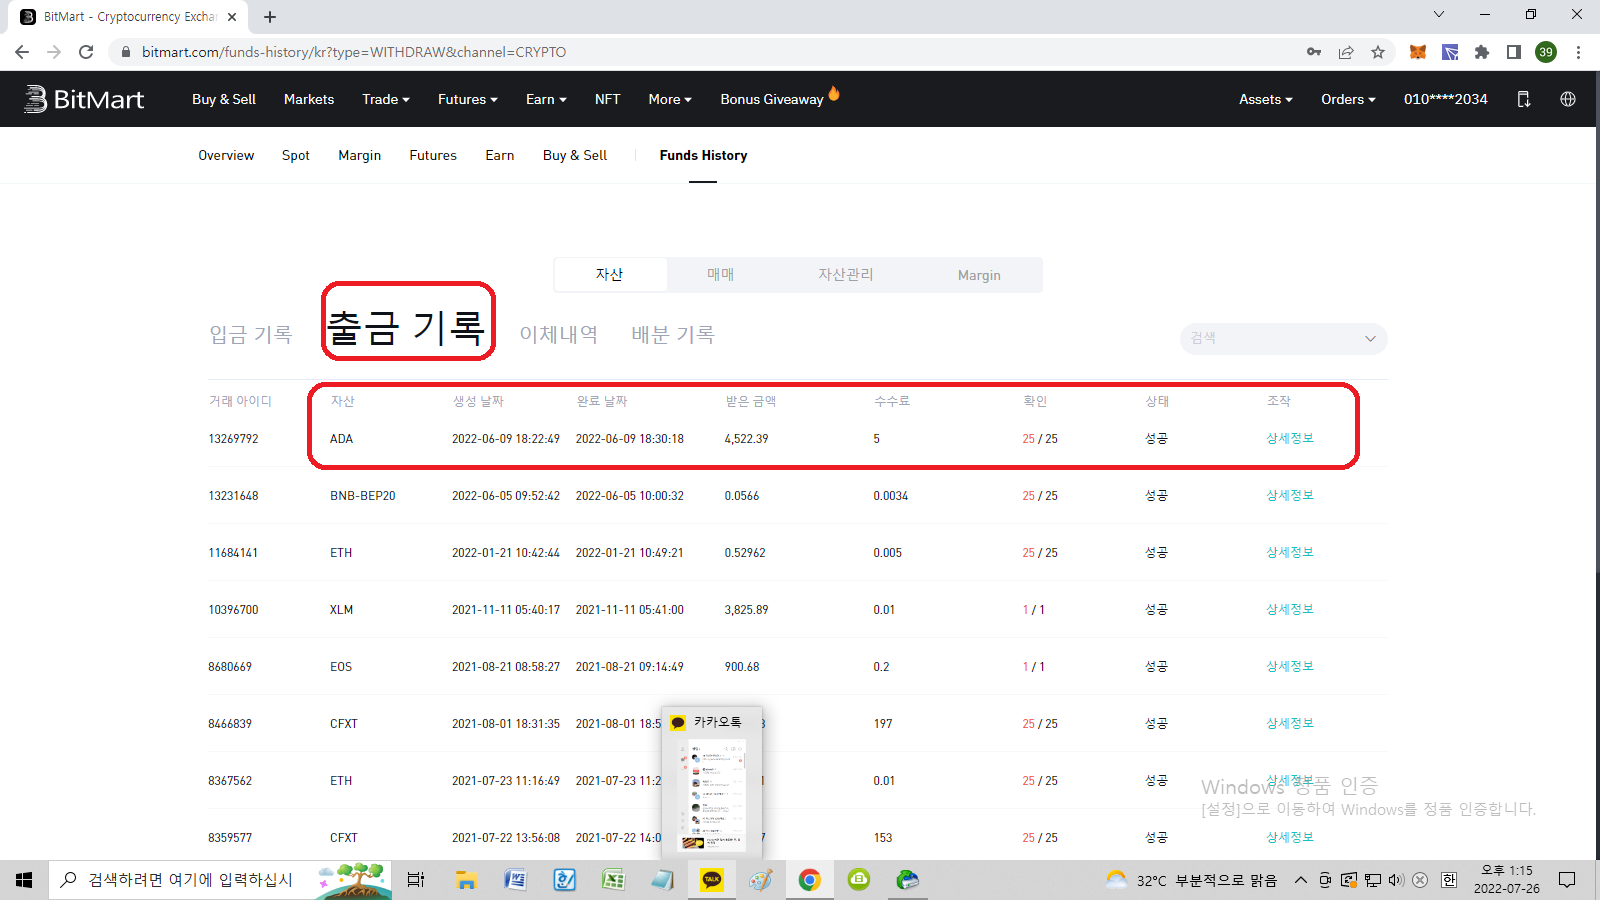 BitMart - Cryptocurrency Exchan
bitmart.com/funds-history/kr?type=WITHDRAW&channel=CRYPTO
39
BitMart
Buy & Sell Markets Trade Futures Earn NFT More Bonus Giveaway Assets Orders 010****2034
Overview Spot Margin Futures Earn Buy & Sell Funds History
자산 매매 자산관리 Margin
입금 기록 출금 기록 이체내역 배분 기록 검색
거래 아이디 자산 생성 날짜 완료 날짜 받은 금액 수수료 확인 상태 조작
13269792 ADA 2022-06-09 18:22:49 2022-06-09 18:30:18 4,522.39 5 25 / 25 성공 상세정보
13231648 BNB-BEP20 2022-06-05 09:52:42 2022-06-05 10:00:32 0.0566 0.0034 25 / 25 성공 상세정보
11684141 ETH 2022-01-21 10:42:44 2022-01-21 10:49:21 0.52962 0.005 25 / 25 성공 상세정보
10396700 XLM 2021-11-11 05:40:17 2021-11-11 05:41:00 3,825.89 0.01 1 / 1 성공 상세정보
8680669 EOS 2021-08-21 08:58:27 2021-08-21 09:14:49 900.68 0.2 1 / 1 성공 상세정보
8466839 CFXT 2021-08-01 18:31:35 2021-08-01 18:5 3 197 25 / 25 성공 상세정보
카카오톡
8367562 ETH 2021-07-23 11:16:49 2021-07-23 11:2 1 0.01 25 / 25 성공 상세정보
Windows 정품 인증
[설정]으로 이동하여 Windows를 정품 인증합니다.
8359577 CFXT 2021-07-22 13:56:08 2021-07-22 14:0 7 153 25 / 25 성공 상세정보
검색하려면 여기에 입력하십시
TALK
32°C 부분적으로 맑음
한
오후 1:15
2022-07-26